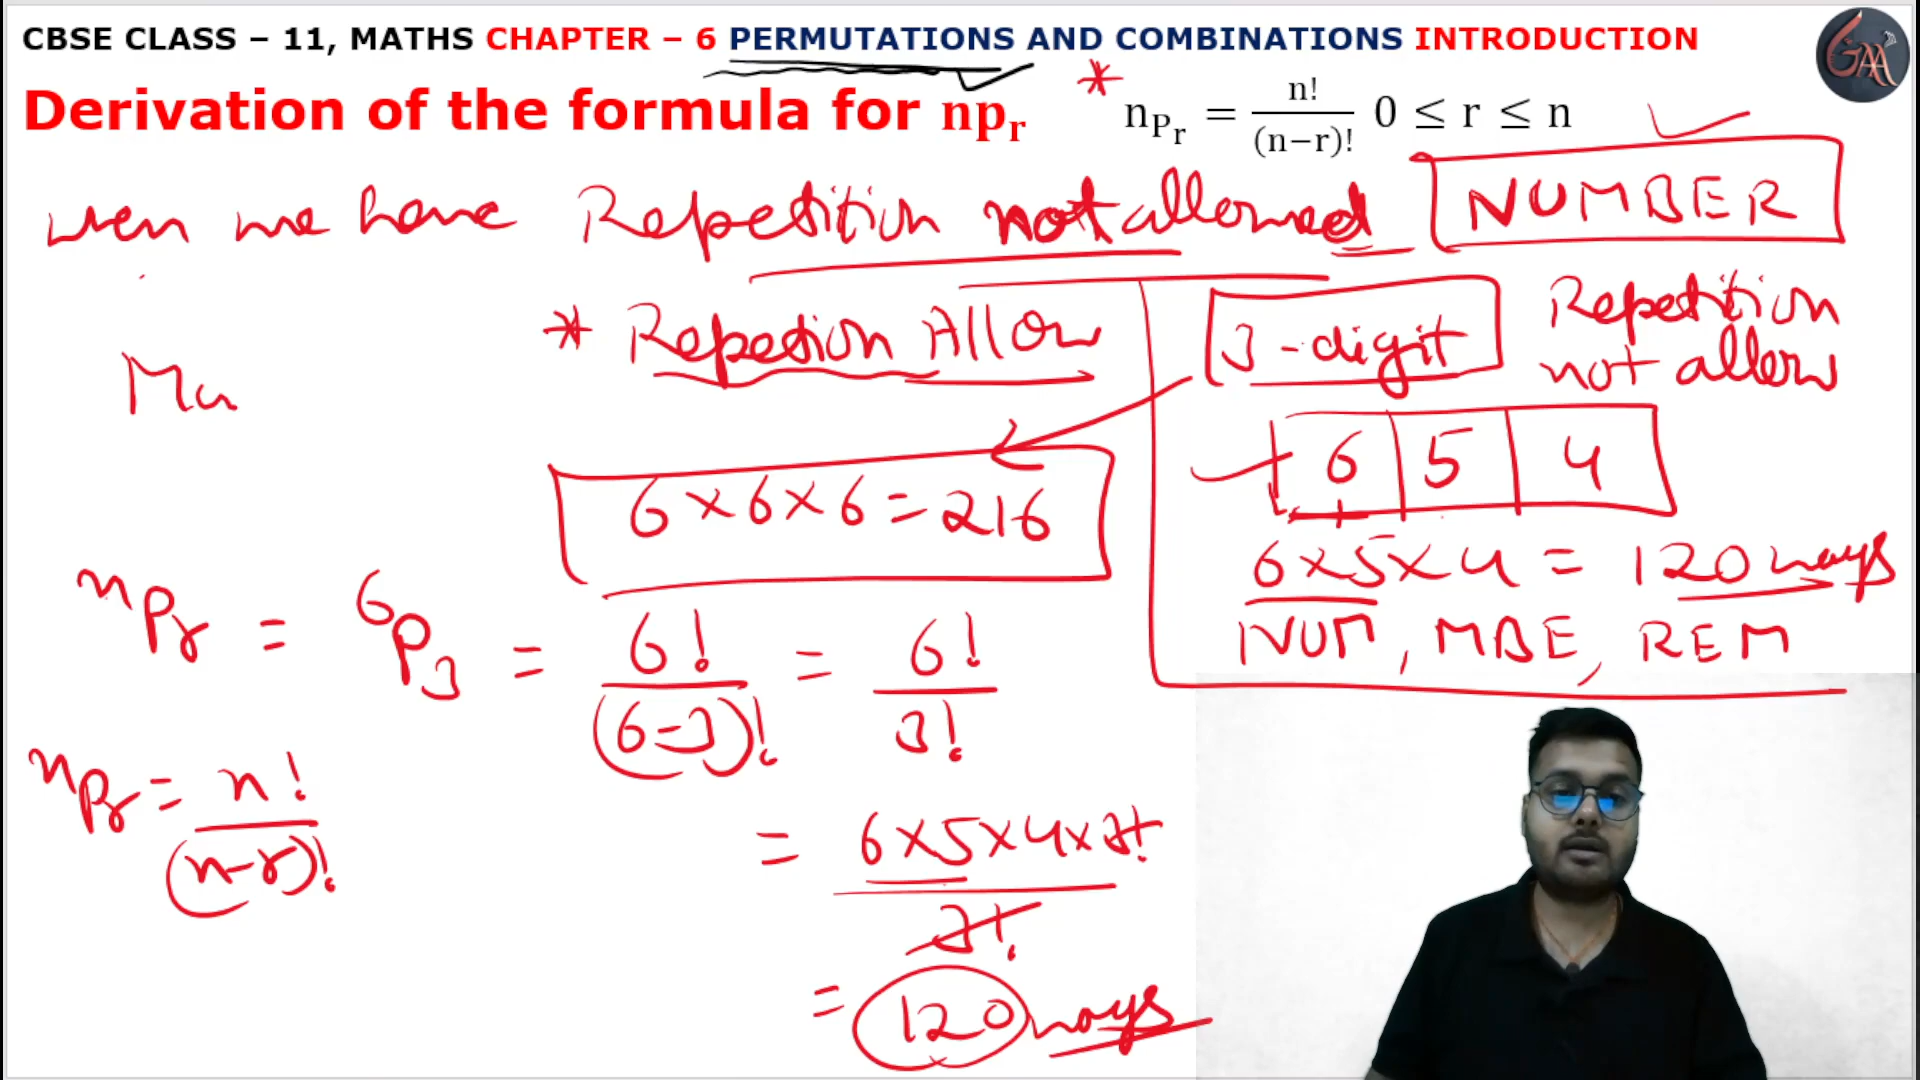 CBSE CLASS – 11, MATHS CHAPTER – 6 PERMUTATIONS AND COMBINATIONS INTRODUCTION
Derivation of the formula for nPr * nPr = n!/(n−r)! 0 ≤ r ≤ n
when we have Repetition not allowed
NUMBER
* Repetion Allow
3-digit
Repetition
not allow
Mu
6 | 5 | 4
6×6×6=216
6×5×4 = 120 ways
NUM, MBE, REM
nPr = 6P3 = 6!/(6-3)! = 6!/3!
nPr = n!/(n-r)!
= 6×5×4×3!/3!
= 120 ways